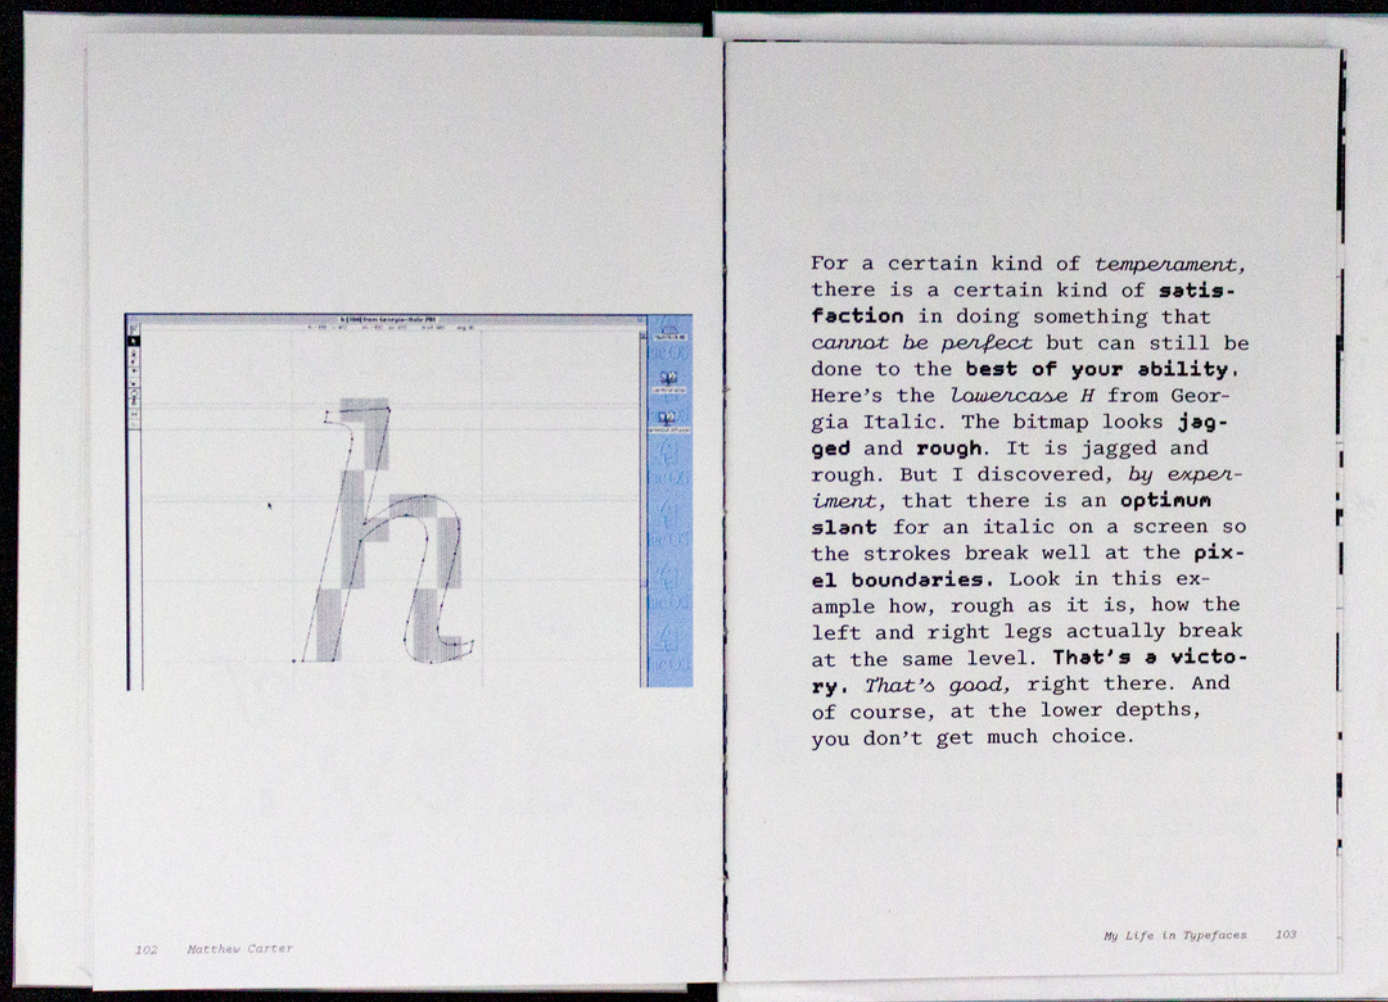 h
102 Matthew Carter
For a certain kind of temperament,
there is a certain kind of satis-
faction in doing something that
cannot be perfect but can still be
done to the best of your ability.
Here’s the lowercase H from Geor-
gia Italic. The bitmap looks jag-
ged and rough. It is jagged and
rough. But I discovered, by exper-
iment, that there is an optimum
slant for an italic on a screen so
the strokes break well at the pix-
el boundaries. Look in this ex-
ample how, rough as it is, how the
left and right legs actually break
at the same level. That’s a victo-
ry. That’s good, right there. And
of course, at the lower depths,
you don’t get much choice.
My Life in Typefaces 103